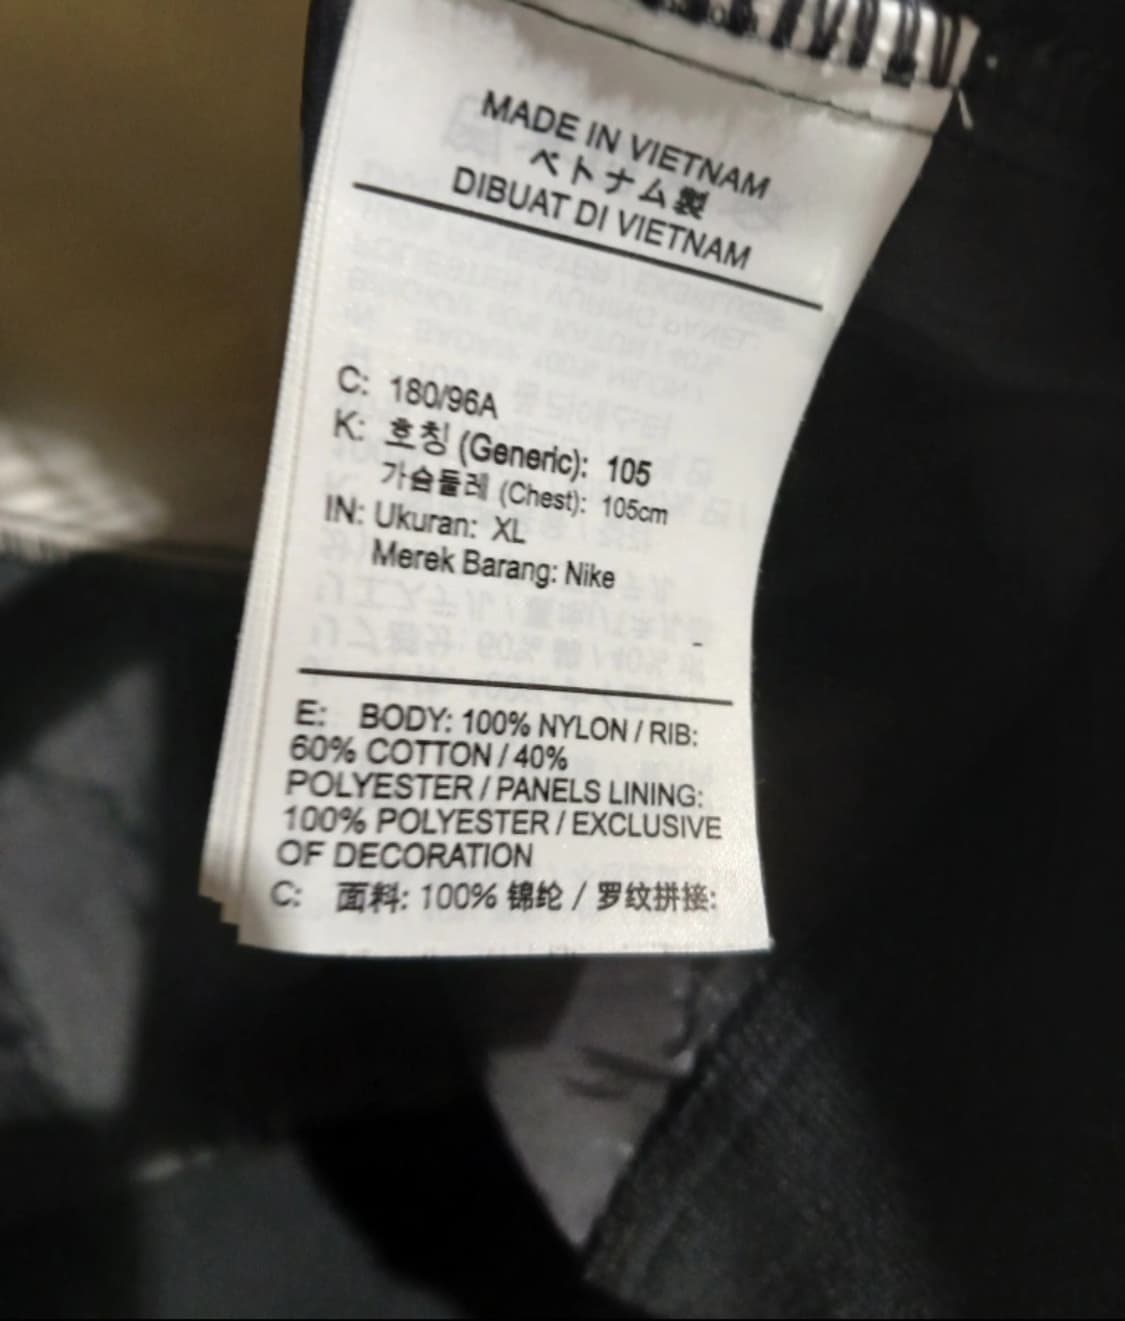 MADE IN VIETNAM
ベトナム製
DIBUAT DI VIETNAM
C: 180/96A
K: 호칭 (Generic): 105
가슴둘레 (Chest): 105cm
IN: Ukuran: XL
Merek Barang: Nike
E: BODY: 100% NYLON / RIB:
60% COTTON / 40%
POLYESTER / PANELS LINING:
100% POLYESTER / EXCLUSIVE
OF DECORATION
C: 面料: 100% 锦纶 / 罗纹拼接: